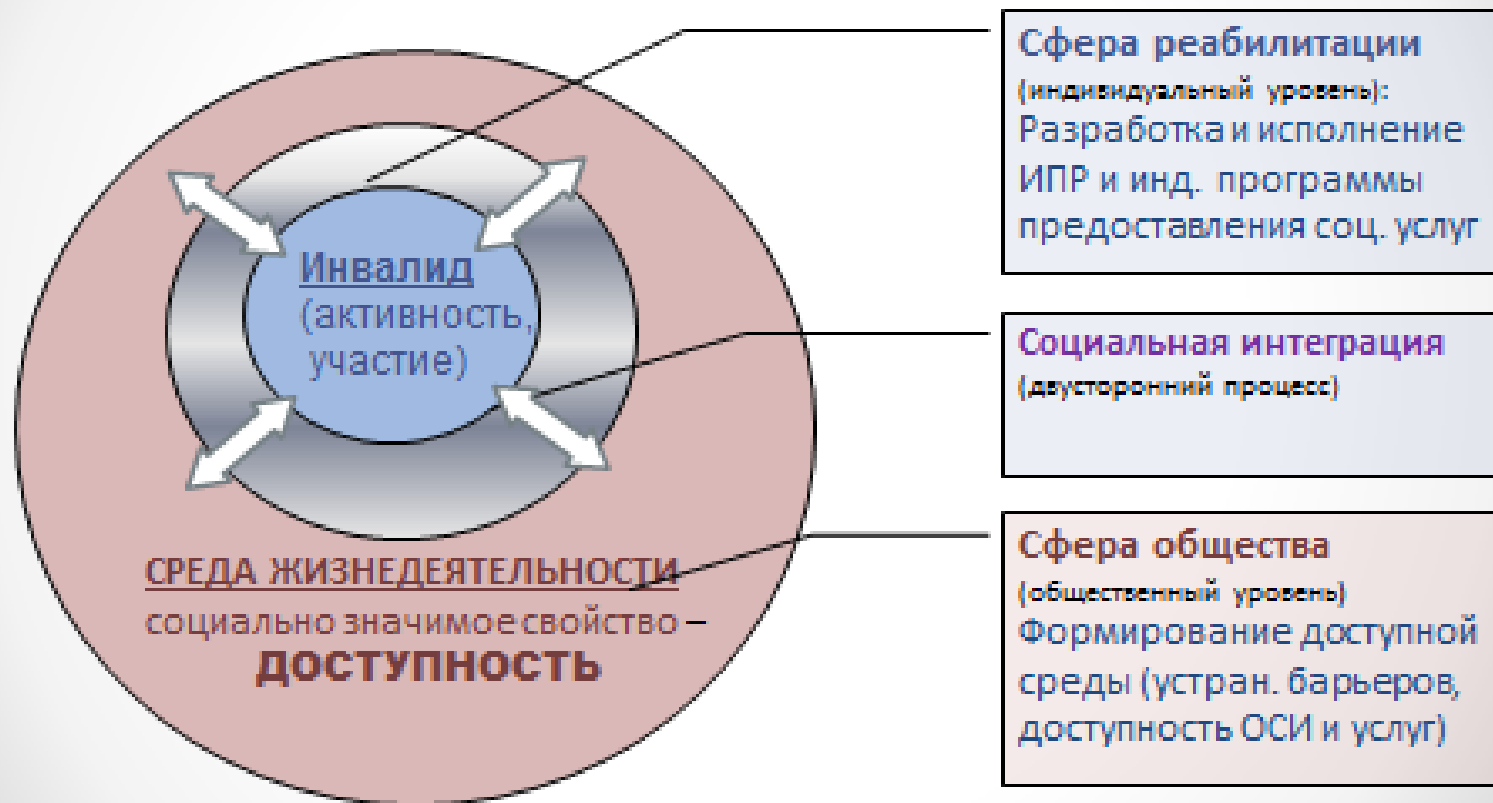 Инвалид
(активность,
участие)
СРЕДА ЖИЗНЕДЕЯТЕЛЬНОСТИ
социально значимое свойство –
ДОСТУПНОСТЬ
Сфера реабилитации
(индивидуальный уровень):
Разработка и исполнение
ИПР и инд. программы
предоставления соц. услуг
Социальная интеграция
(двусторонний процесс)
Сфера общества
(общественный уровень)
Формирование доступной
среды (устран. барьеров,
доступность ОСИ и услуг)